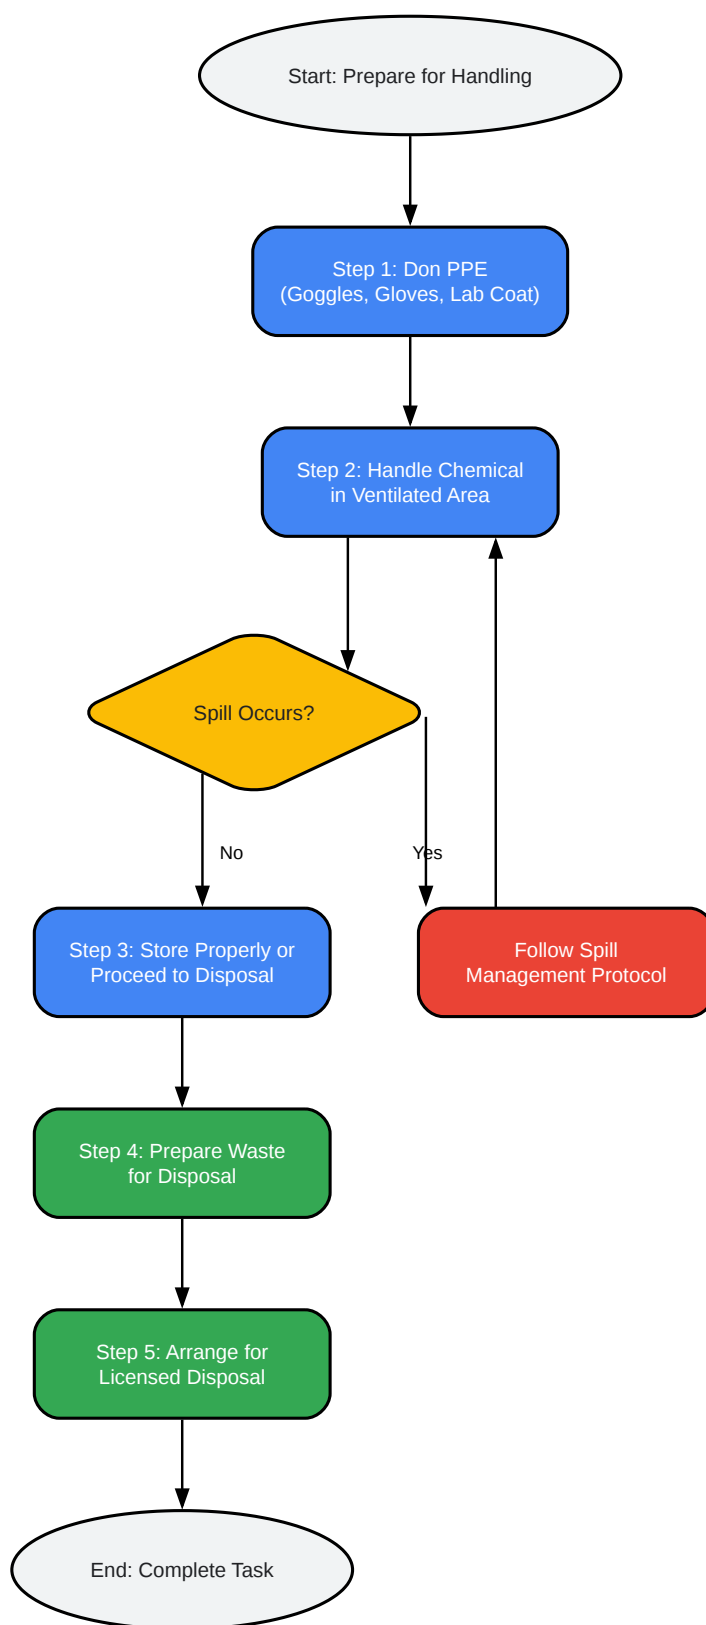 Start: Prepare for Handling
Step 1: Don PPE
(Goggles, Gloves, Lab Coat)
Step 2: Handle Chemical
in Ventilated Area
Spill Occurs?
No
Yes
Step 3: Store Properly or
Proceed to Disposal
Follow Spill
Management Protocol
Step 4: Prepare Waste
for Disposal
Step 5: Arrange for
Licensed Disposal
End: Complete Task